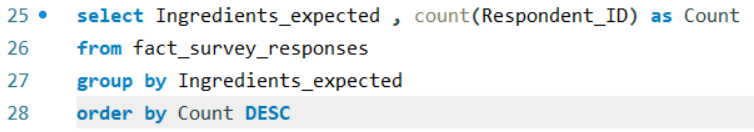 25 select Ingredients_expected , count(Respondent_ID) as Count
26 from fact_survey_responses
27 group by Ingredients_expected
28 order by Count DESC